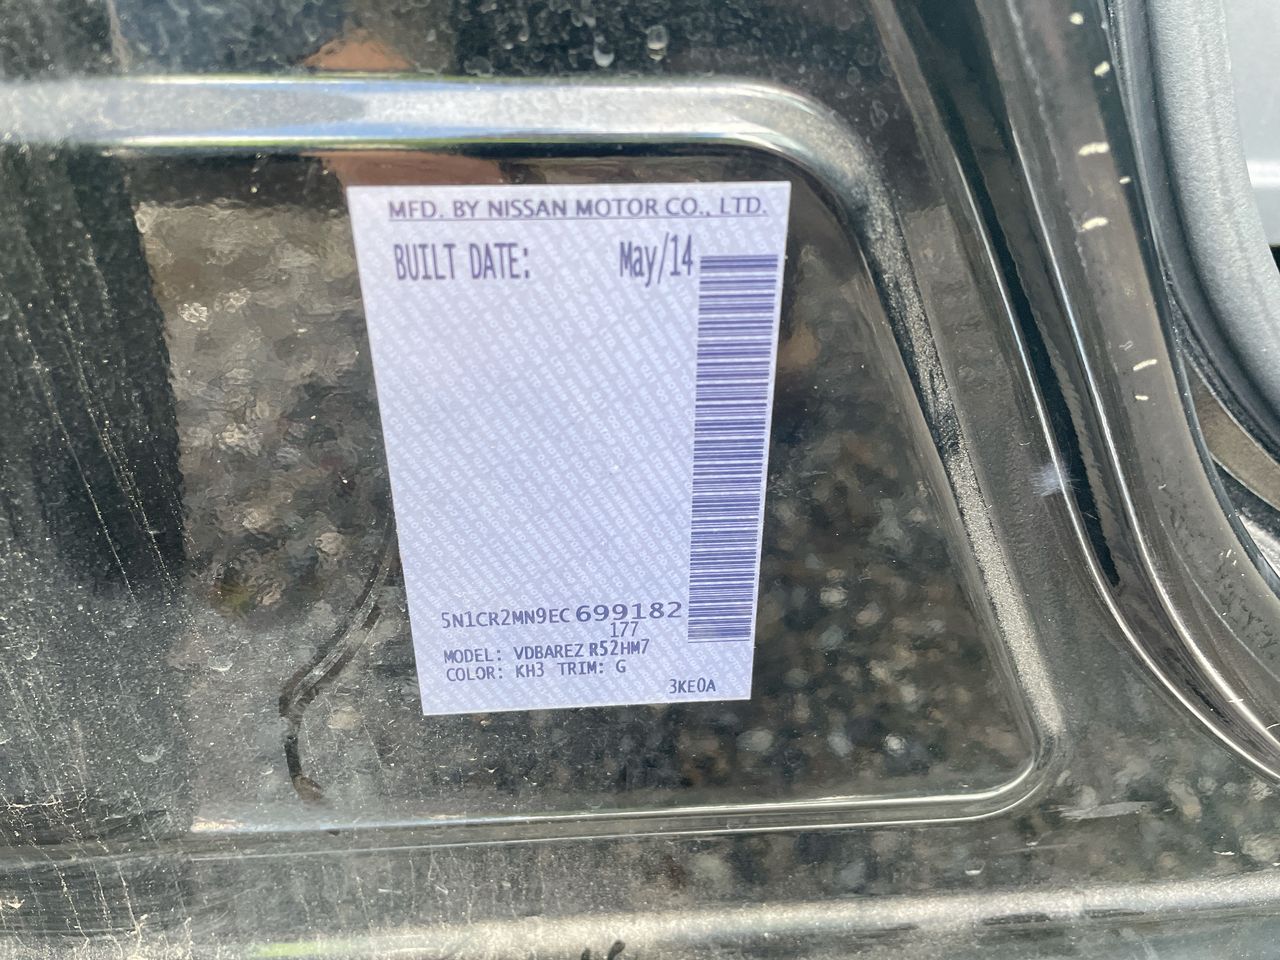 MFD. BY NISSAN MOTOR CO., LTD.
BUILT DATE: May/14
5N1CR2MN9EC699182
177
MODEL: VDBAREZ R52HM7
COLOR: KH3 TRIM: G
3KE0A